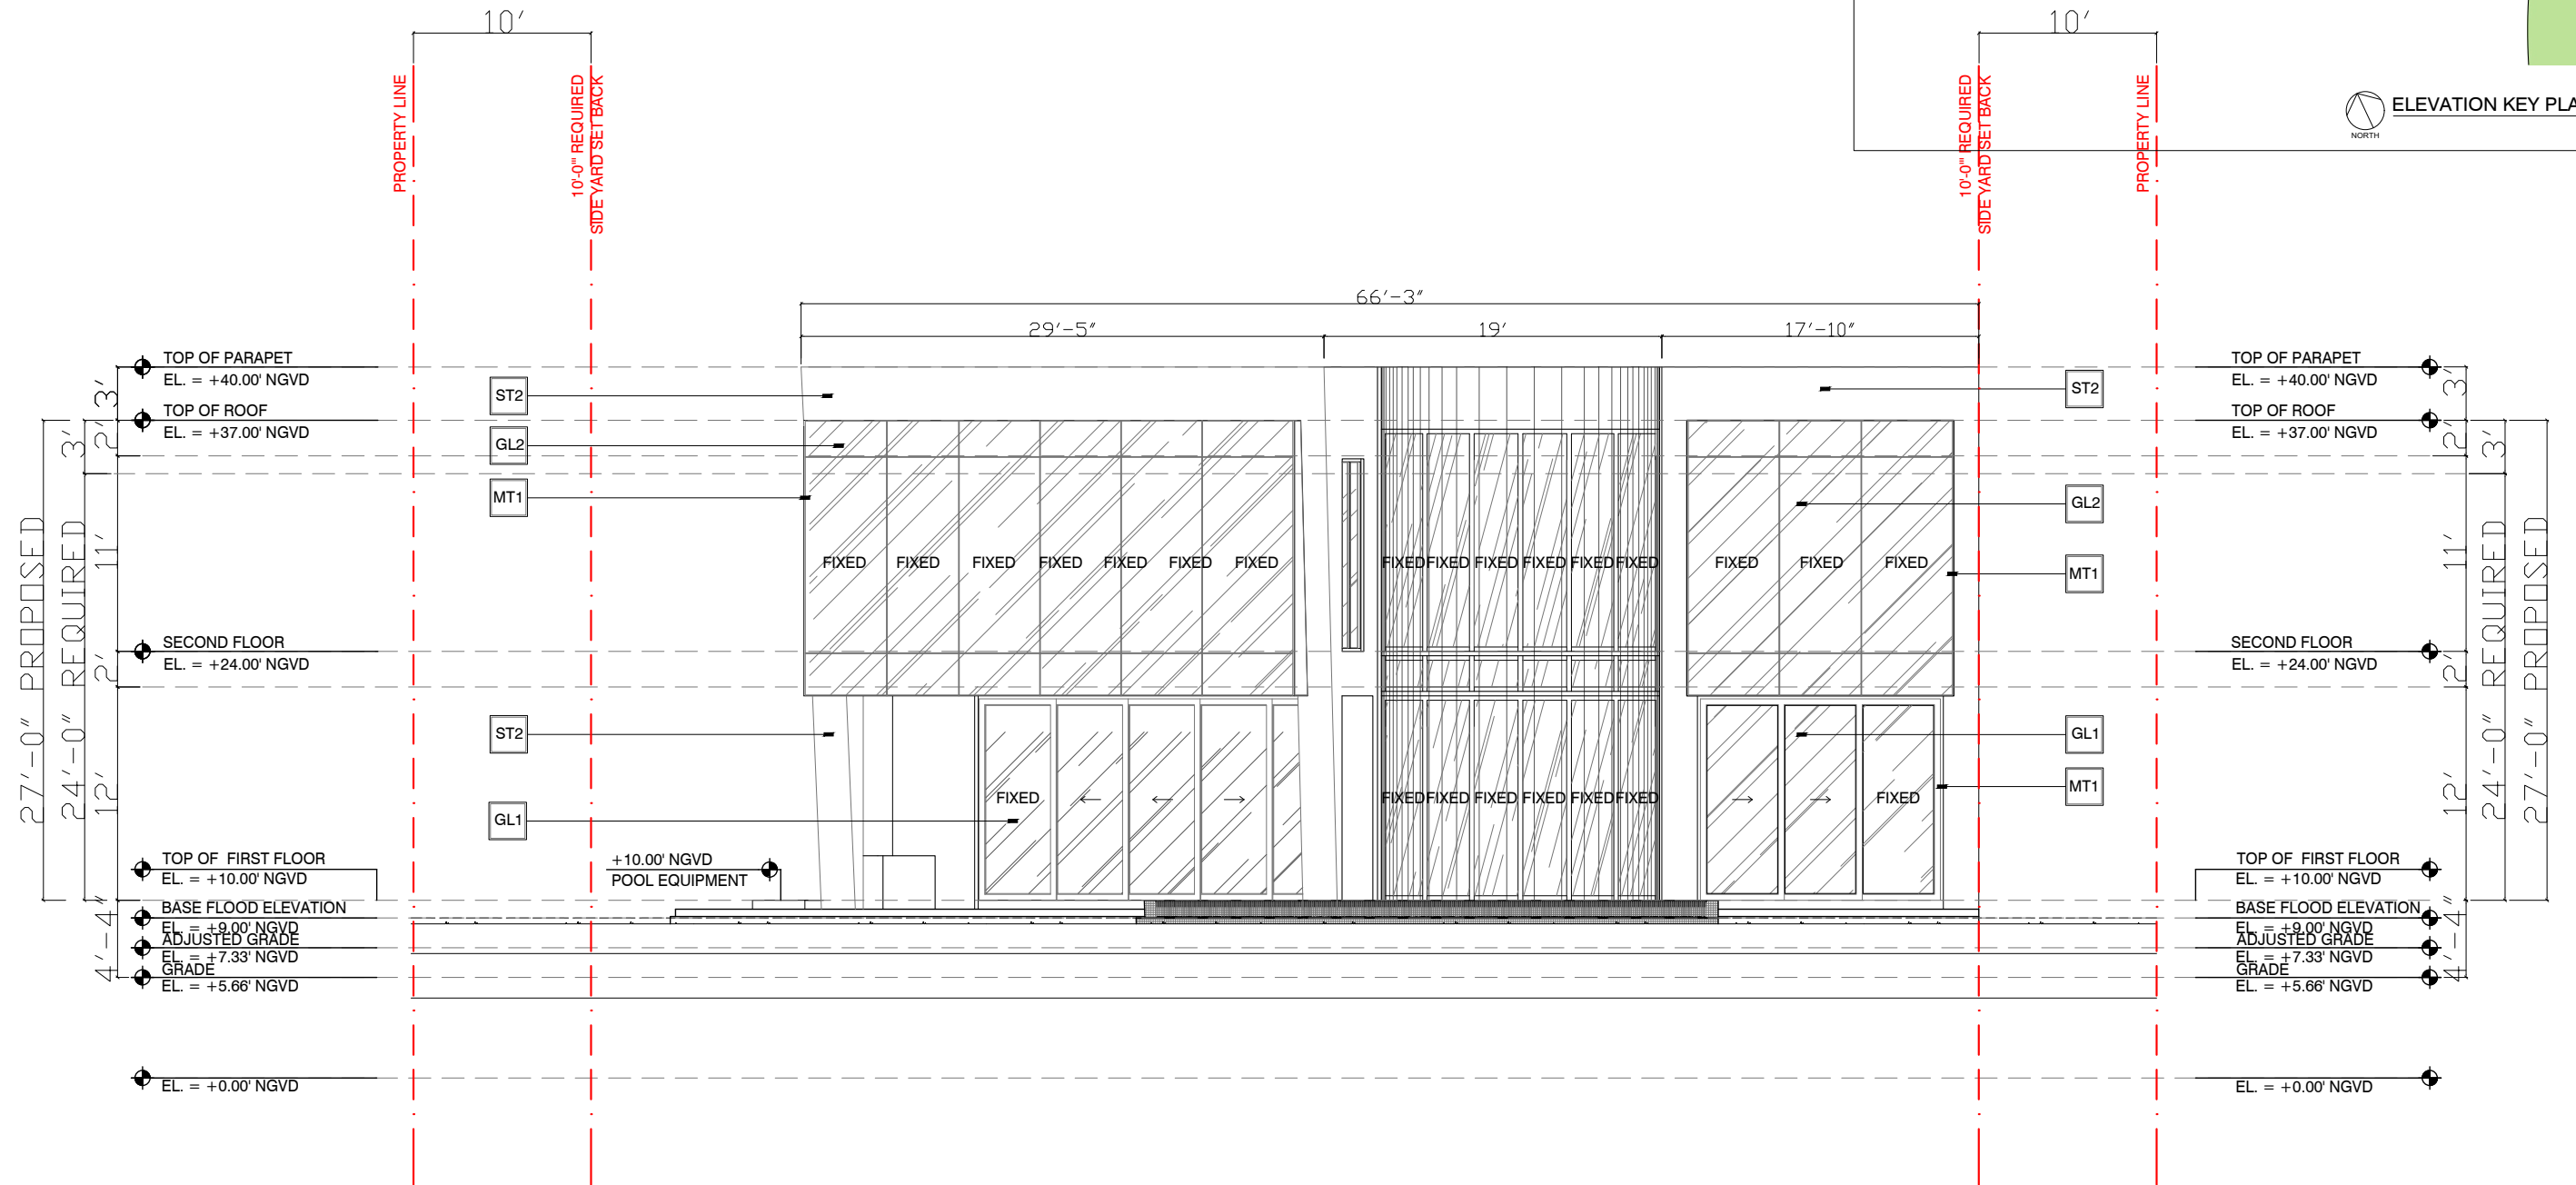 10'
10'
PROPERTY LINE
10'-0"' REQUIRED
SIDE YARD SET BACK
10'-0"' REQUIRED
SIDE YARD SET BACK
PROPERTY LINE
NORTH
ELEVATION KEY PLA
66'-3"
29'-5"
19'
17'-10"
TOP OF PARAPET
EL. = +40.00' NGVD
TOP OF ROOF
EL. = +37.00' NGVD
SECOND FLOOR
EL. = +24.00' NGVD
TOP OF FIRST FLOOR
EL. = +10.00' NGVD
BASE FLOOD ELEVATION
EL. = +9.00' NGVD
ADJUSTED GRADE
EL. = +7.33' NGVD
GRADE
EL. = +5.66' NGVD
EL. = +0.00' NGVD
27'-0" PROPOSED
24'-0" REQUIRED
3'
3'
2'
11'
2'
12'
4'-4"
ST2
GL2
MT1
ST2
GL1
+10.00' NGVD
POOL EQUIPMENT
FIXED FIXED FIXED FIXED FIXED FIXED FIXED
FIXED FIXED FIXED FIXED FIXED FIXED
FIXED FIXED FIXED
FIXED
FIXED FIXED FIXED FIXED FIXED FIXED
FIXED
ST2
GL2
MT1
GL1
MT1
TOP OF PARAPET
EL. = +40.00' NGVD
TOP OF ROOF
EL. = +37.00' NGVD
SECOND FLOOR
EL. = +24.00' NGVD
TOP OF FIRST FLOOR
EL. = +10.00' NGVD
BASE FLOOD ELEVATION
EL. = +9.00' NGVD
ADJUSTED GRADE
EL. = +7.33' NGVD
GRADE
EL. = +5.66' NGVD
EL. = +0.00' NGVD
3'
2'
3'
11'
2'
12'
4'-4"
24'-0" REQUIRED
27'-0" PROPOSED